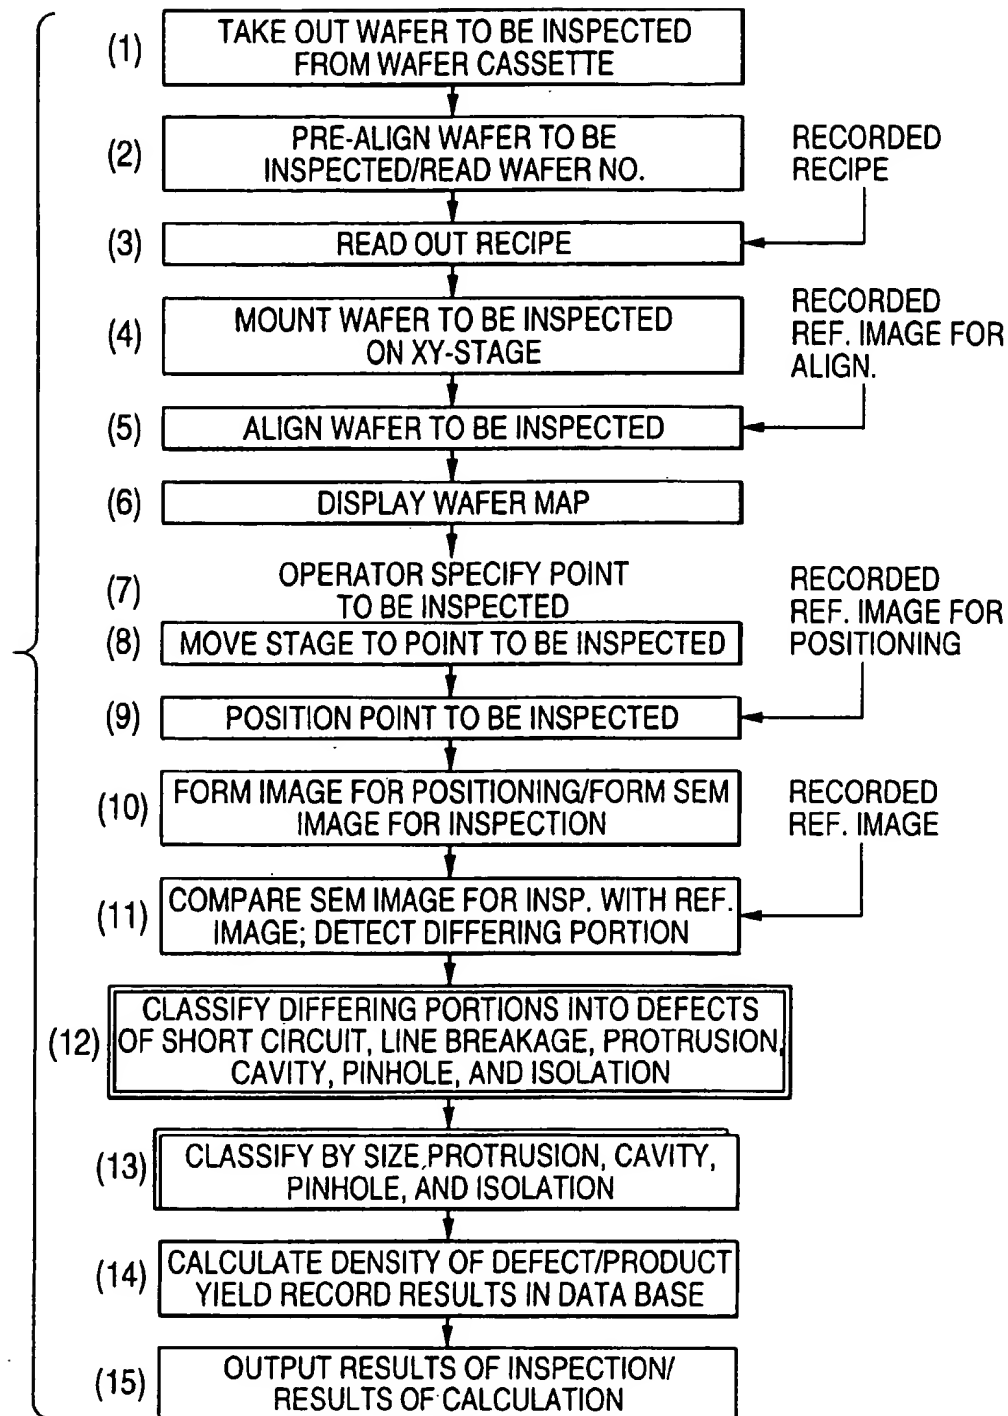 (1)
TAKE OUT WAFER TO BE INSPECTED
FROM WAFER CASSETTE
(2)
PRE-ALIGN WAFER TO BE
INSPECTED/READ WAFER NO.
RECORDED
RECIPE
(3)
READ OUT RECIPE
(4)
MOUNT WAFER TO BE INSPECTED
ON XY-STAGE
RECORDED
REF. IMAGE FOR
ALIGN.
(5)
ALIGN WAFER TO BE INSPECTED
(6)
DISPLAY WAFER MAP
(7)
OPERATOR SPECIFY POINT
TO BE INSPECTED
RECORDED
REF. IMAGE FOR
POSITIONING
(8)
MOVE STAGE TO POINT TO BE INSPECTED
(9)
POSITION POINT TO BE INSPECTED
(10)
FORM IMAGE FOR POSITIONING/FORM SEM
IMAGE FOR INSPECTION
RECORDED
REF. IMAGE
(11)
COMPARE SEM IMAGE FOR INSP. WITH REF.
IMAGE; DETECT DIFFERING PORTION
(12)
CLASSIFY DIFFERING PORTIONS INTO DEFECTS
OF SHORT CIRCUIT, LINE BREAKAGE, PROTRUSION,
CAVITY, PINHOLE, AND ISOLATION
(13)
CLASSIFY BY SIZE PROTRUSION, CAVITY,
PINHOLE, AND ISOLATION
(14)
CALCULATE DENSITY OF DEFECT/PRODUCT
YIELD RECORD RESULTS IN DATA BASE
(15)
OUTPUT RESULTS OF INSPECTION/
RESULTS OF CALCULATION